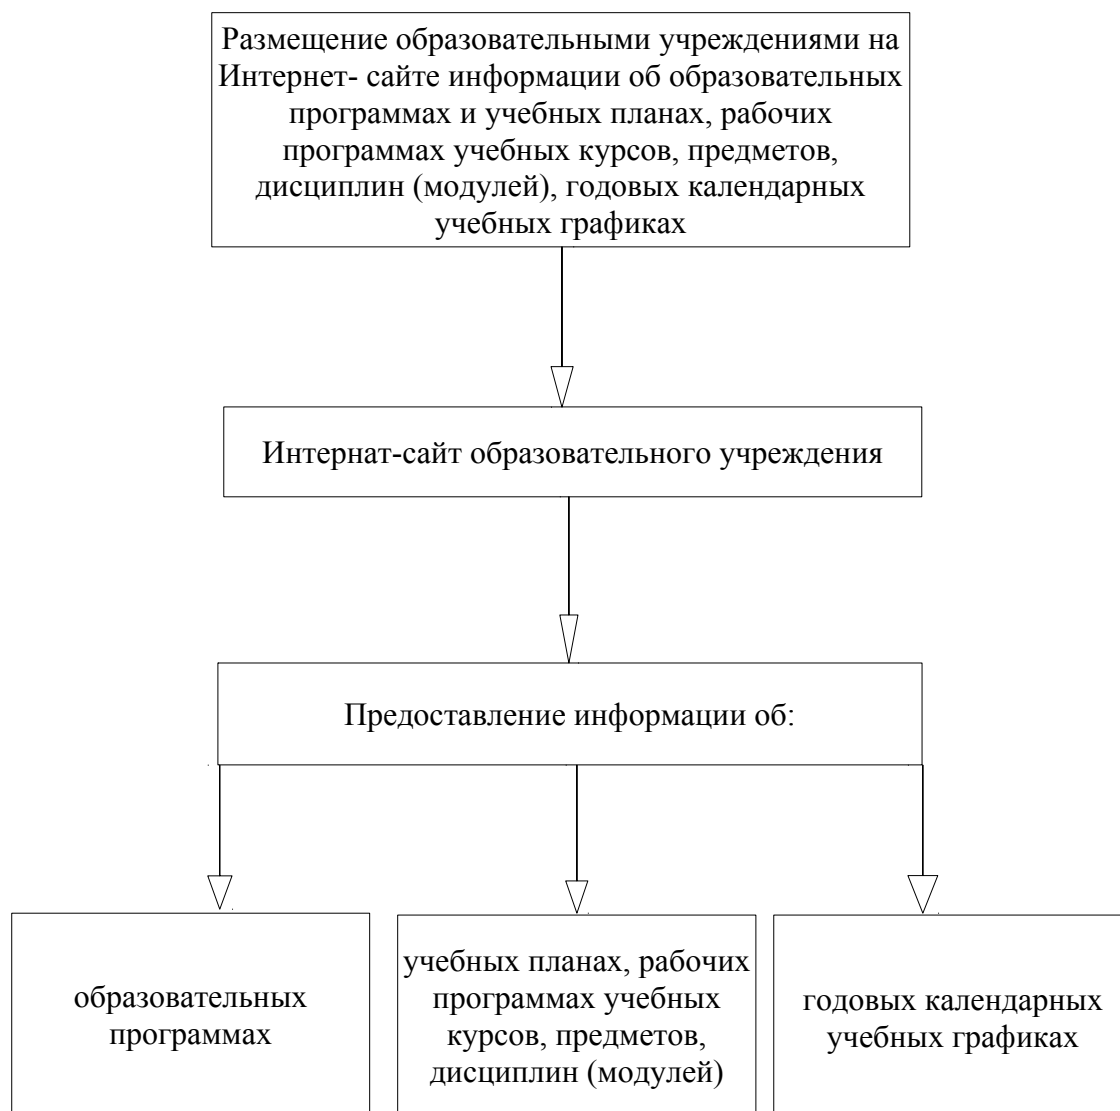 Размещение образовательными учреждениями на
Интернет- сайте информации об образовательных
программах и учебных планах, рабочих
программах учебных курсов, предметов,
дисциплин (модулей), годовых календарных
учебных графиках
Интернат-сайт образовательного учреждения
Предоставление информации об:
образовательных
программах
учебных планах, рабочих
программах учебных
курсов, предметов,
дисциплин (модулей)
годовых календарных
учебных графиках